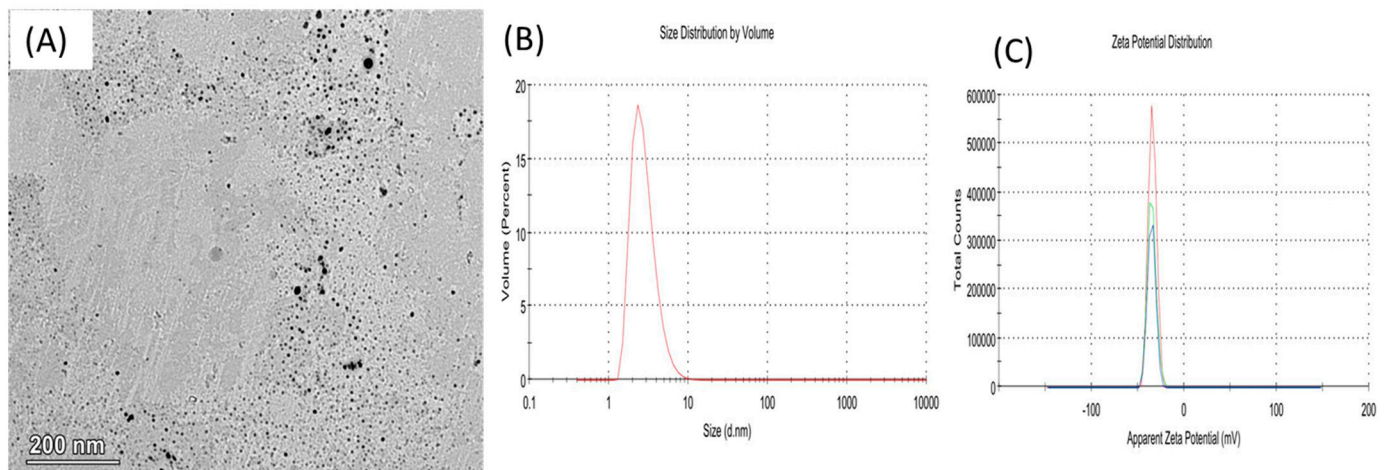 (A)
200 nm
(B)
Size Distribution by Volume
Volume (Percent)
20
15
10
5
0
0.1 1 10 100 1000 10000
Size (d.nm)
(C)
Zeta Potential Distribution
Total Counts
600000
500000
400000
300000
200000
100000
0
-100 0 100 200
Apparent Zeta Potential (mV)